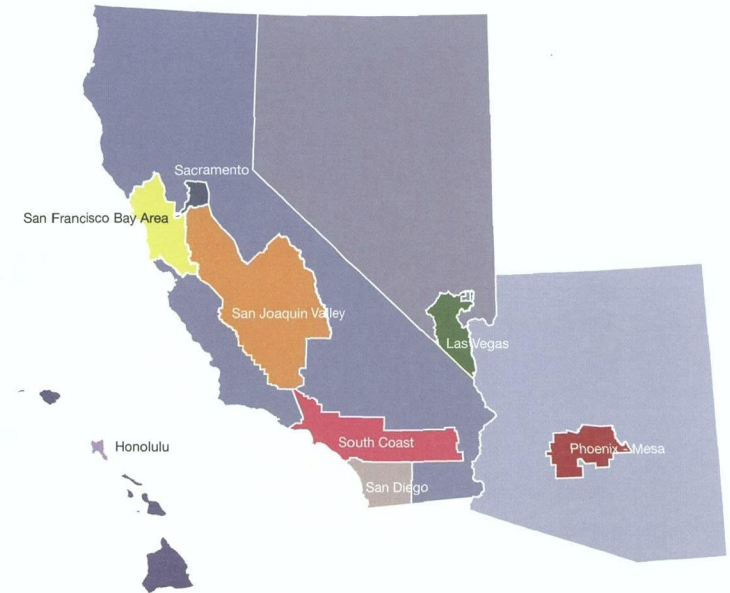 Sacramento
San Francisco Bay Area
San Joaquin Valley
Las Vegas
South Coast
Honolulu
Phoenix - Mesa
San Diego